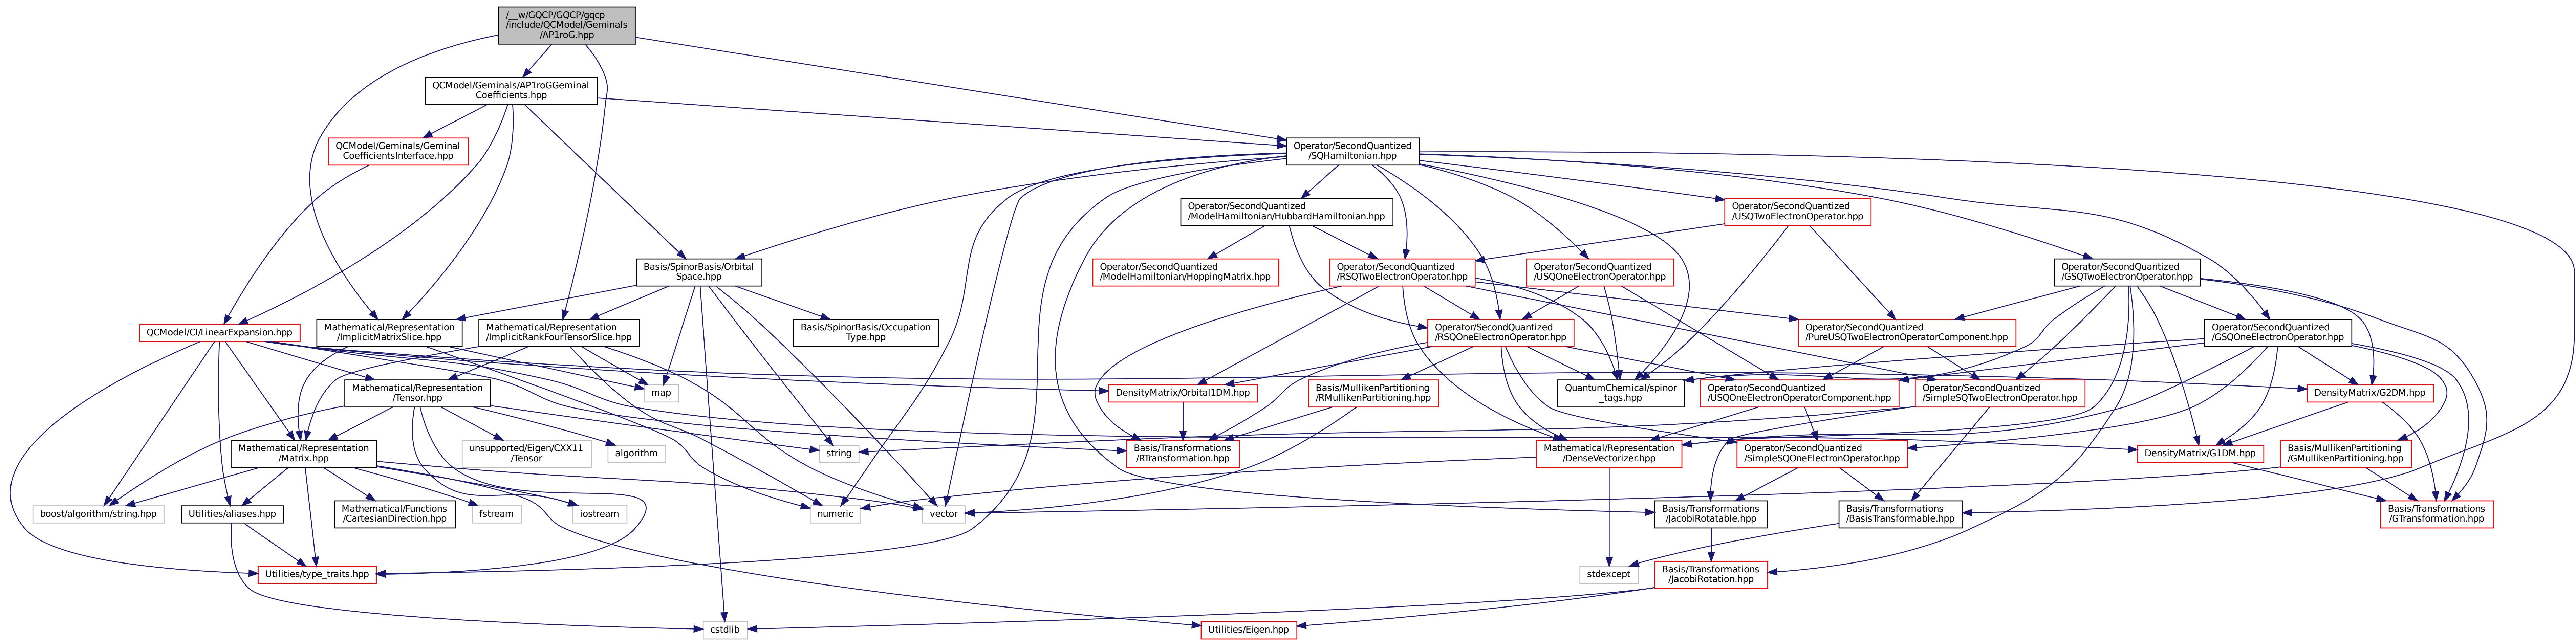 /__w/GQCP/GQCP/gqcp
/include/QCModel/Geminals
/AP1roG.hpp
QCModel/Geminals/AP1roGGeminal
Coefficients.hpp
QCModel/Geminals/Geminal
CoefficientsInterface.hpp
Operator/SecondQuantized
/SQHamiltonian.hpp
Operator/SecondQuantized
/ModelHamiltonian/HubbardHamiltonian.hpp
Operator/SecondQuantized
/USQTwoElectronOperator.hpp
Basis/SpinorBasis/Orbital
Space.hpp
Operator/SecondQuantized
/ModelHamiltonian/HoppingMatrix.hpp
Operator/SecondQuantized
/RSQTwoElectronOperator.hpp
Operator/SecondQuantized
/USQOneElectronOperator.hpp
Operator/SecondQuantized
/GSQTwoElectronOperator.hpp
QCModel/CI/LinearExpansion.hpp
Mathematical/Representation
/ImplicitMatrixSlice.hpp
Mathematical/Representation
/ImplicitRankFourTensorSlice.hpp
Basis/SpinorBasis/Occupation
Type.hpp
Operator/SecondQuantized
/RSQOneElectronOperator.hpp
Operator/SecondQuantized
/PureUSQTwoElectronOperatorComponent.hpp
Operator/SecondQuantized
/GSQOneElectronOperator.hpp
Mathematical/Representation
/Tensor.hpp
map
DensityMatrix/Orbital1DM.hpp
Basis/MullikenPartitioning
/RMullikenPartitioning.hpp
QuantumChemical/spinor
_tags.hpp
Operator/SecondQuantized
/USQOneElectronOperatorComponent.hpp
Operator/SecondQuantized
/SimpleSQTwoElectronOperator.hpp
DensityMatrix/G2DM.hpp
Mathematical/Representation
/Matrix.hpp
unsupported/Eigen/CXX11
/Tensor
algorithm
string
Basis/Transformations
/RTransformation.hpp
Mathematical/Representation
/DenseVectorizer.hpp
Operator/SecondQuantized
/SimpleSQOneElectronOperator.hpp
DensityMatrix/G1DM.hpp
Basis/MullikenPartitioning
/GMullikenPartitioning.hpp
boost/algorithm/string.hpp
Utilities/aliases.hpp
Mathematical/Functions
/CartesianDirection.hpp
fstream
iostream
numeric
vector
Basis/Transformations
/JacobiRotatable.hpp
Basis/Transformations
/BasisTransformable.hpp
Basis/Transformations
/GTransformation.hpp
Utilities/type_traits.hpp
stdexcept
Basis/Transformations
/JacobiRotation.hpp
cstdlib
Utilities/Eigen.hpp